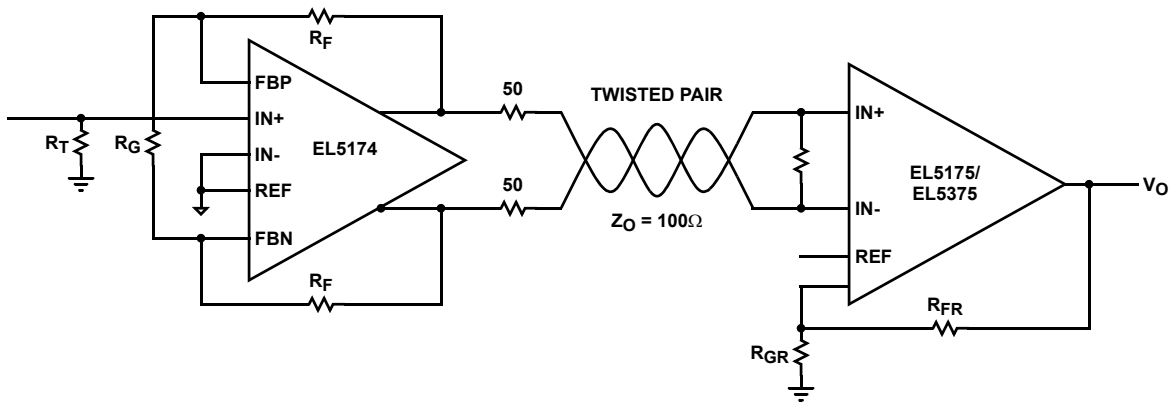 RF
FBP
IN+
IN-
REF
FBN
EL5174
RT
RG
RF
50
50
TWISTED PAIR
ZO = 100Ω
IN+
IN-
REF
EL5175/
EL5375
VO
RFR
RGR